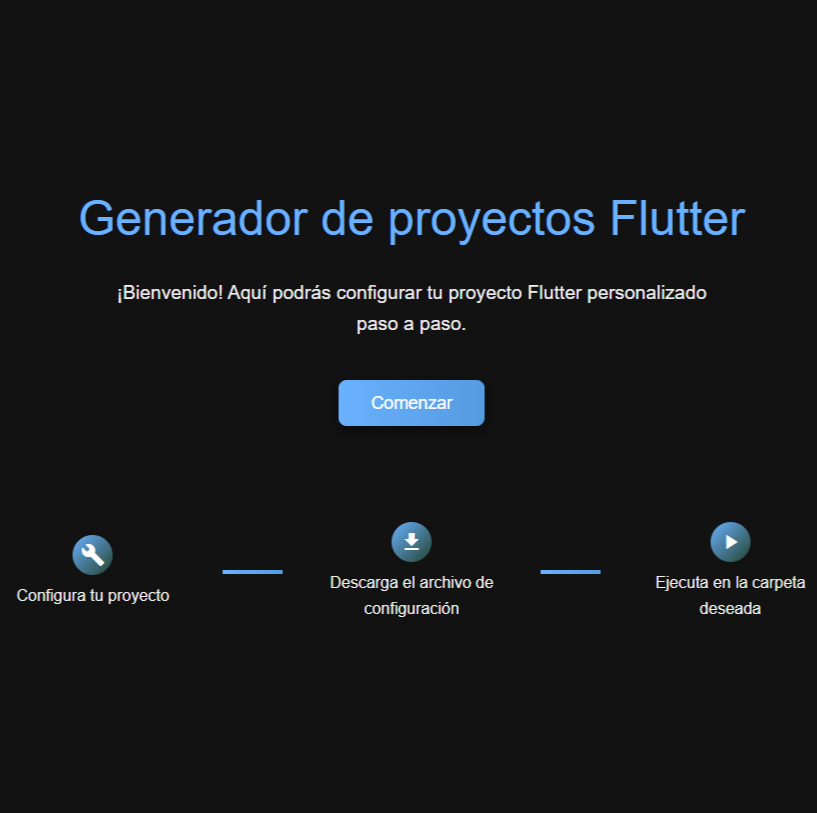 Generador de proyectos Flutter
¡Bienvenido! Aquí podrás configurar tu proyecto Flutter personalizado
paso a paso.
Comenzar
Configura tu proyecto
Descarga el archivo de
configuración
Ejecuta en la carpeta
deseada